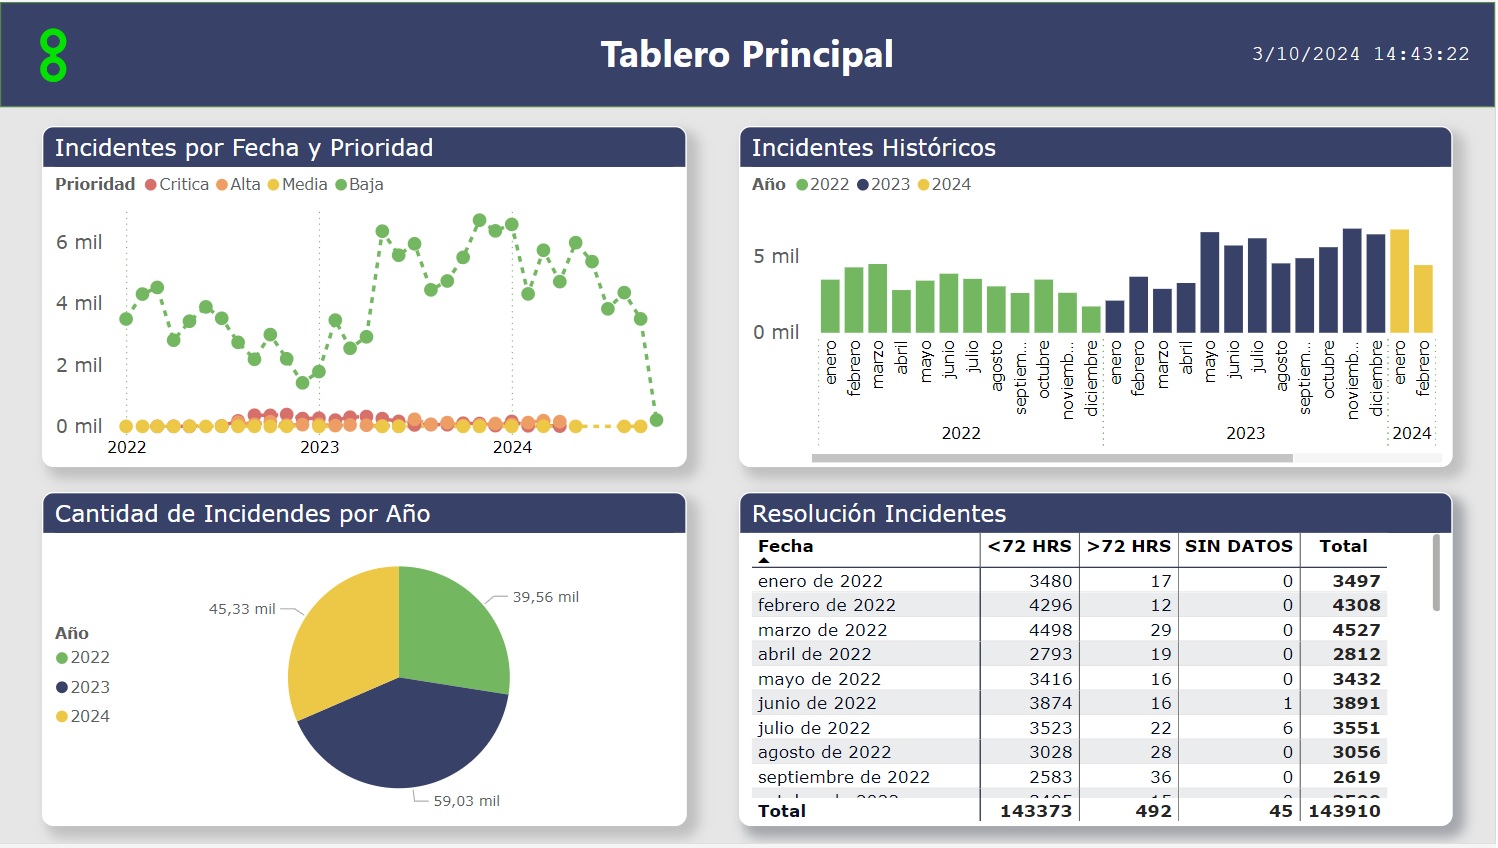 Tablero Principal
3/10/2024 14:43:22
Incidentes por Fecha y Prioridad
Prioridad Critica Alta Media Baja
6 mil
4 mil
2 mil
0 mil
2022 2023 2024
Incidentes Históricos
Año 2022 2023 2024
5 mil
0 mil
enero febrero marzo abril mayo junio julio agosto septiem... octubre noviemb... diciembre enero febrero marzo abril mayo junio julio agosto septiem... octubre noviemb... diciembre enero febrero
2022 2023 2024
Cantidad de Incidendes por Año
45,33 mil
39,56 mil
59,03 mil
Año
2022
2023
2024
Resolución Incidentes
Fecha <72 HRS >72 HRS SIN DATOS Total
enero de 2022 3480 17 0 3497
febrero de 2022 4296 12 0 4308
marzo de 2022 4498 29 0 4527
abril de 2022 2793 19 0 2812
mayo de 2022 3416 16 0 3432
junio de 2022 3874 16 1 3891
julio de 2022 3523 22 6 3551
agosto de 2022 3028 28 0 3056
septiembre de 2022 2583 36 0 2619
Total 143373 492 45 143910